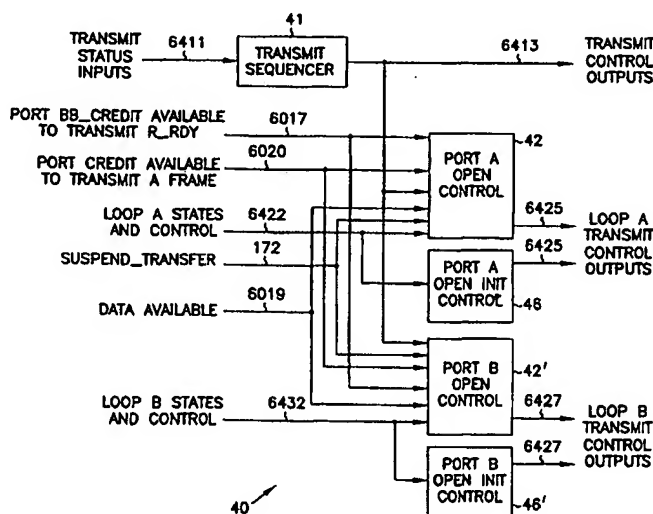 TRANSMIT
STATUS
INPUTS
6411
41
TRANSMIT
SEQUENCER
6413
TRANSMIT
CONTROL
OUTPUTS
PORT BB_CREDIT AVAILABLE
TO TRANSMIT R_RDY
6017
PORT CREDIT AVAILABLE
TO TRANSMIT A FRAME
6020
LOOP A STATES
AND CONTROL
6422
SUSPEND_TRANSFER
172
DATA AVAILABLE
6019
LOOP B STATES
AND CONTROL
6432
42
PORT A
OPEN
CONTROL
6425
LOOP A
TRANSMIT
CONTROL
OUTPUTS
6425
PORT A
OPEN INIT
CONTROL
46
PORT B
OPEN
CONTROL
42'
6427
LOOP B
TRANSMIT
CONTROL
OUTPUTS
6427
PORT B
OPEN INIT
CONTROL
46'
40